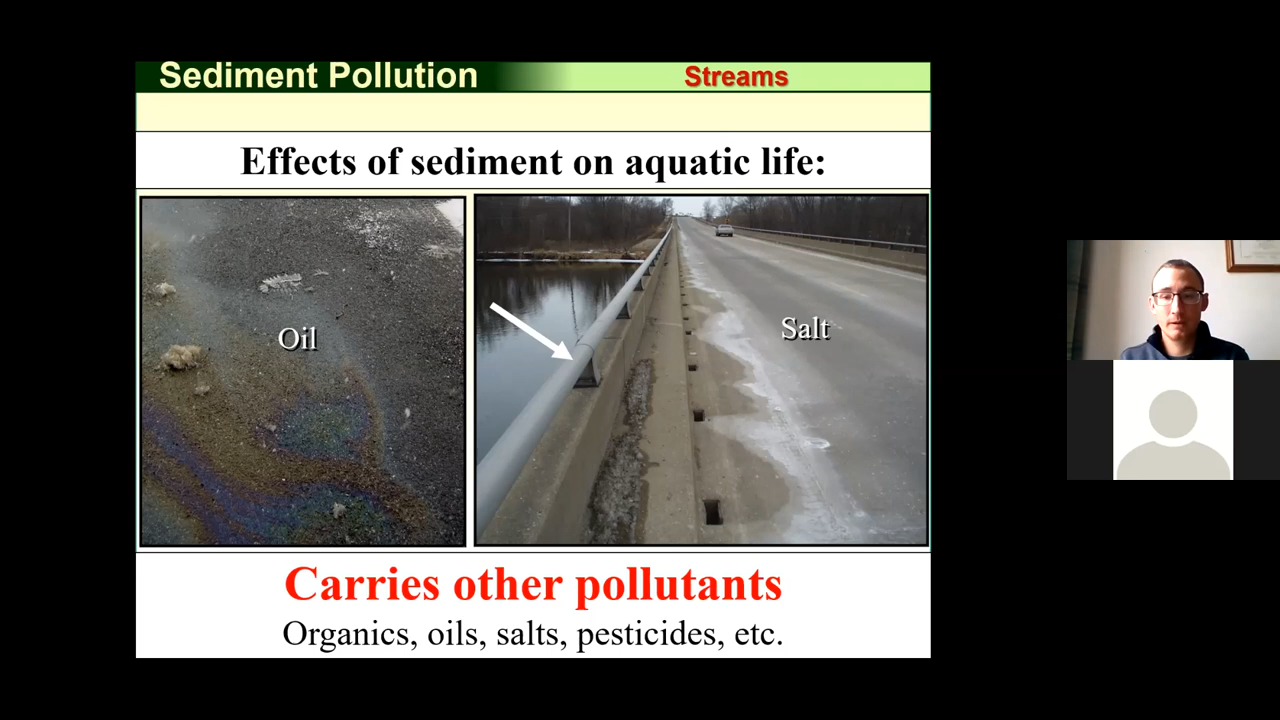 Sediment Pollution
Streams
Effects of sediment on aquatic life:
Oil
Salt
Carries other pollutants
Organics, oils, salts, pesticides, etc.